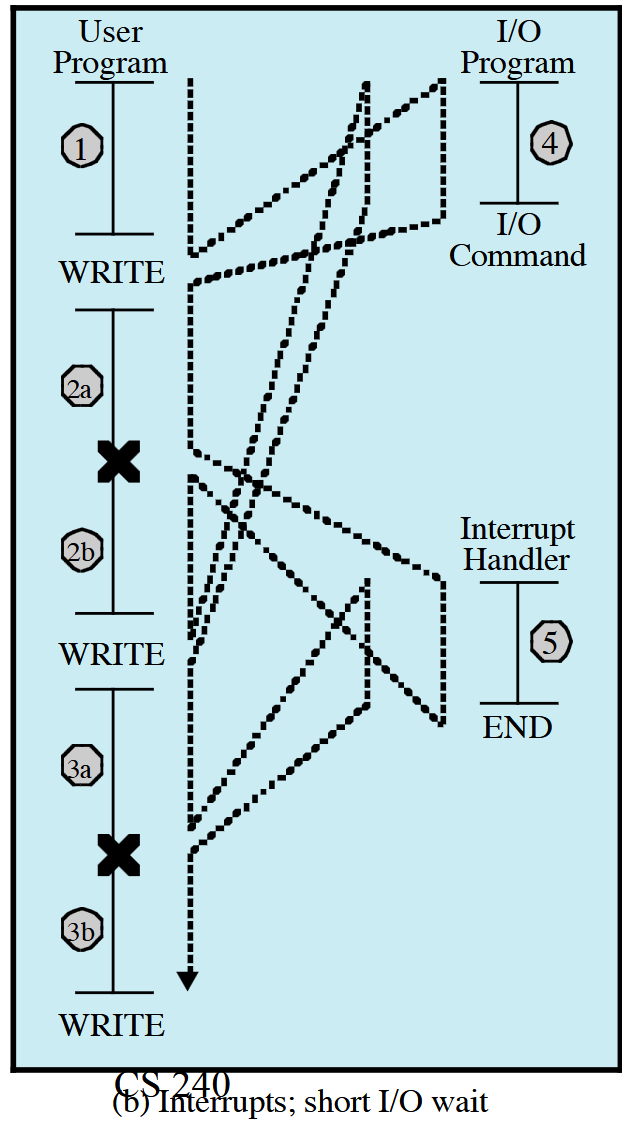 User
Program
1
WRITE
2a
2b
WRITE
3a
3b
WRITE
I/O
Program
4
I/O
Command
Interrupt
Handler
5
END
CS 240
(b) Interrupts; short I/O wait